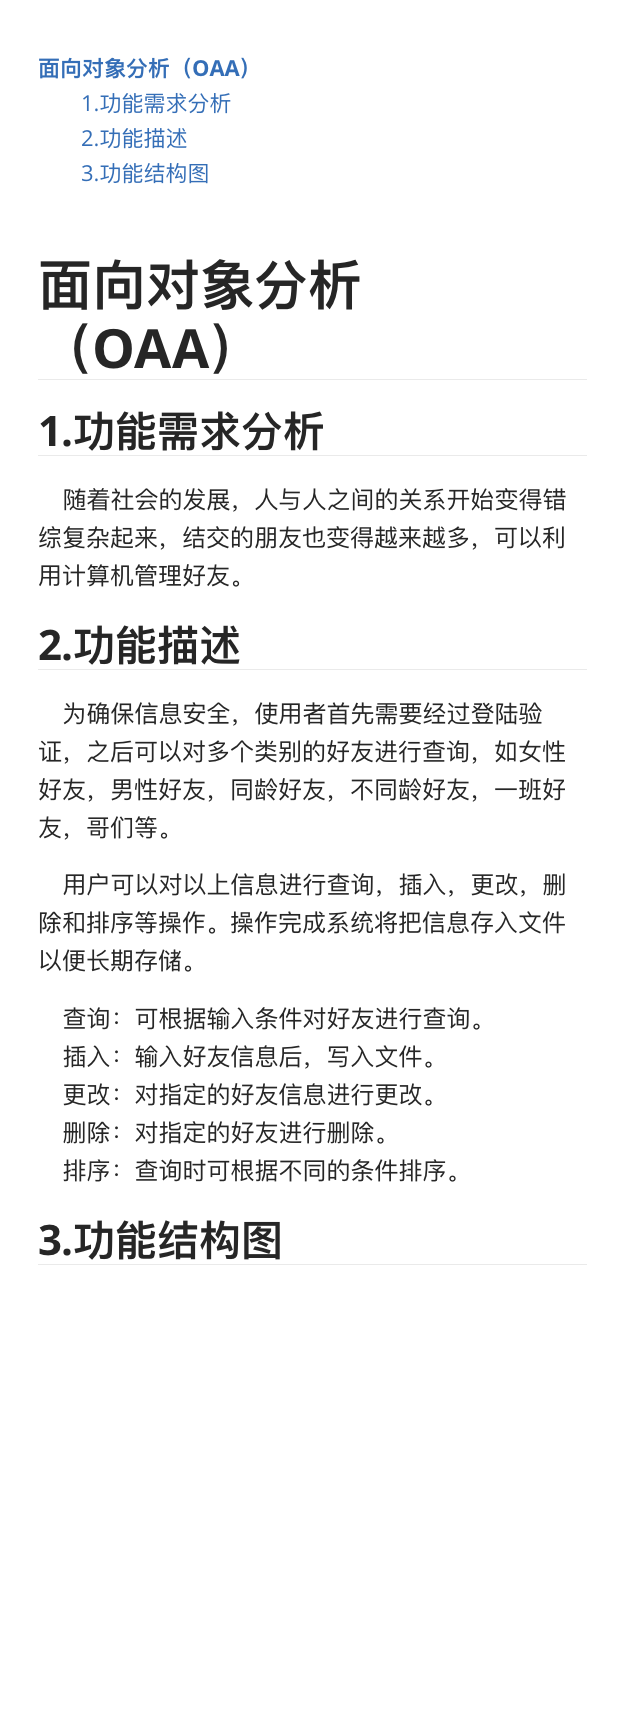 面向对象分析（OAA）
1.功能需求分析
2.功能描述
3.功能结构图
面向对象分析
（OAA）
1.功能需求分析
随着社会的发展，人与人之间的关系开始变得错
综复杂起来，结交的朋友也变得越来越多，可以利
用计算机管理好友。
2.功能描述
为确保信息安全，使用者首先需要经过登陆验
证，之后可以对多个类别的好友进行查询，如女性
好友，男性好友，同龄好友，不同龄好友，一班好
友，哥们等。
用户可以对以上信息进行查询，插入，更改，删
除和排序等操作。操作完成系统将把信息存入文件
以便长期存储。
查询：可根据输入条件对好友进行查询。
插入：输入好友信息后，写入文件。
更改：对指定的好友信息进行更改。
删除：对指定的好友进行删除。
排序：查询时可根据不同的条件排序。
3.功能结构图